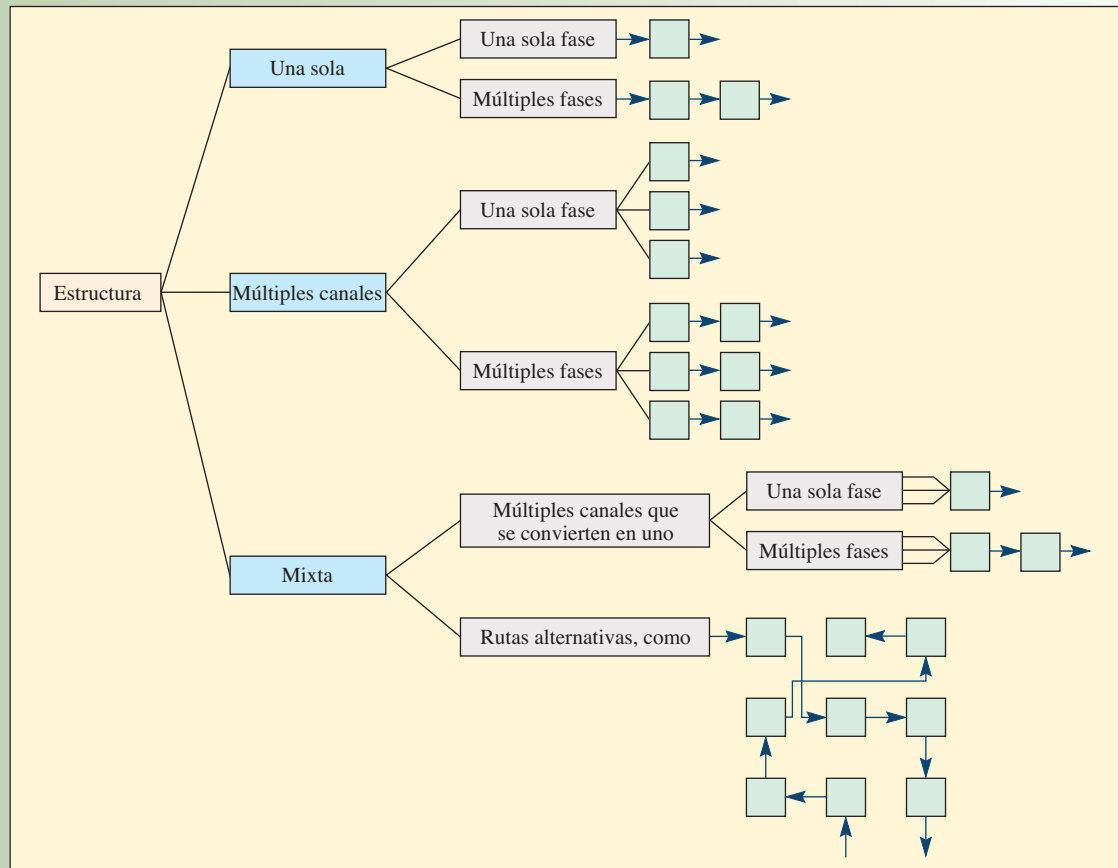 Una sola fase
Una sola
Múltiples fases
Una sola fase
Estructura
Múltiples canales
Múltiples fases
Una sola fase
Múltiples canales que
se convierten en uno
Múltiples fases
Mixta
Rutas alternativas, como